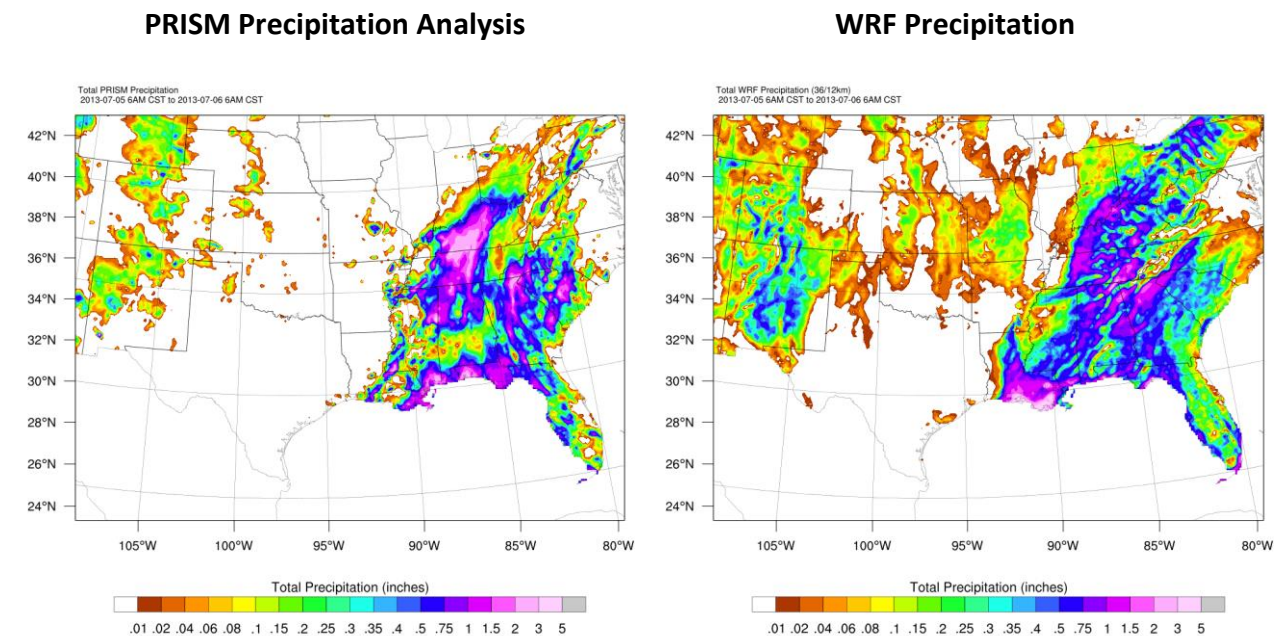 PRISM Precipitation Analysis
WRF Precipitation
Total PRISM Precipitation
2013-07-05 6AM CST to 2013-07-06 6AM CST
Total WRF Precipitation (36/12km)
2013-07-05 6AM CST to 2013-07-06 6AM CST
42°N
40°N
38°N
36°N
34°N
32°N
30°N
28°N
26°N
24°N
105°W 100°W 95°W 90°W 85°W 80°W
42°N
40°N
38°N
36°N
34°N
32°N
30°N
28°N
26°N
24°N
105°W 100°W 95°W 90°W 85°W 80°W
Total Precipitation (inches)
.01 .02 .04 .06 .08 .1 .15 .2 .25 .3 .35 .4 .5 .75 1 1.5 2 3 5
Total Precipitation (inches)
.01 .02 .04 .06 .08 .1 .15 .2 .25 .3 .35 .4 .5 .75 1 1.5 2 3 5